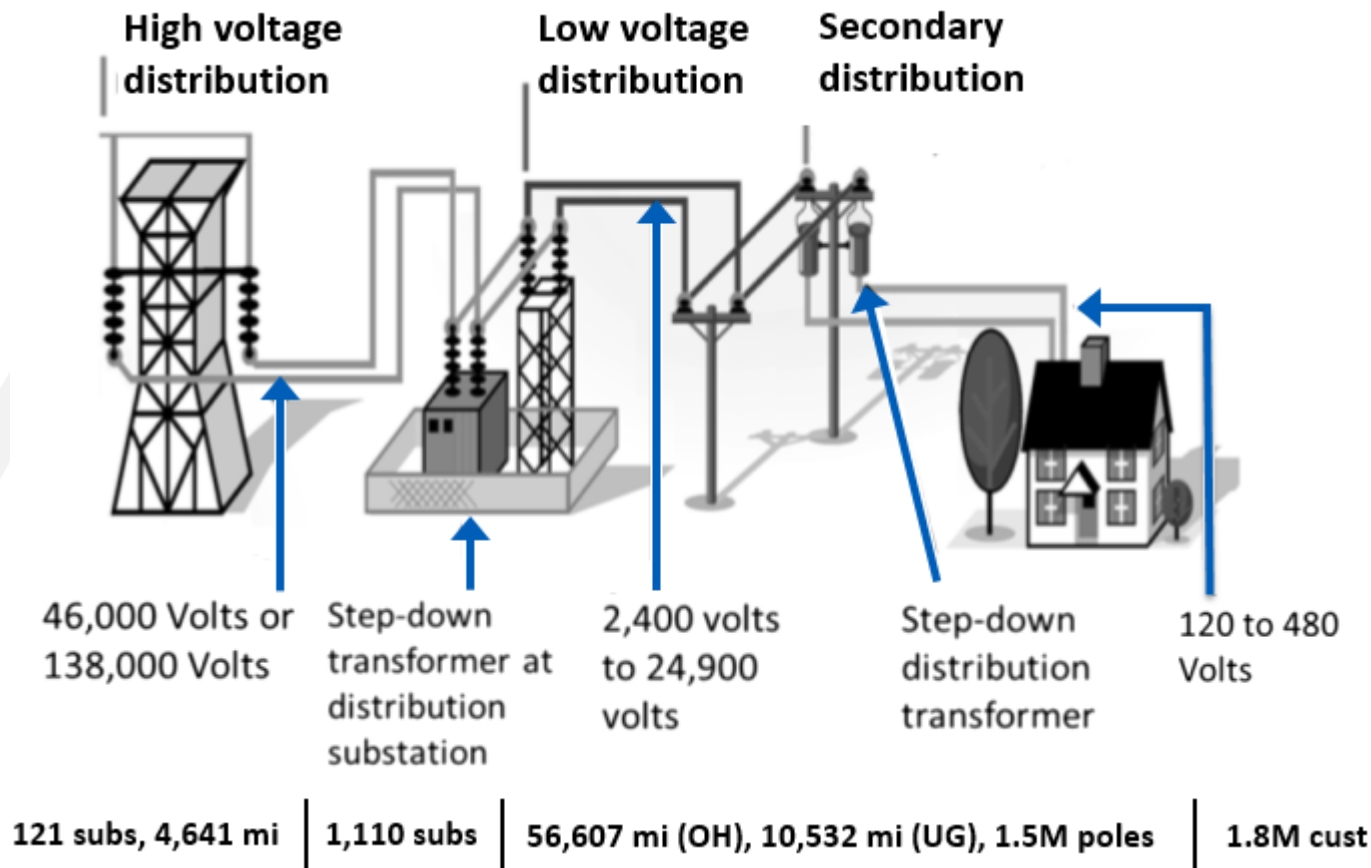 High voltage
distribution
Low voltage
distribution
Secondary
distribution
46,000 Volts or
138,000 Volts
Step-down
transformer at
distribution
substation
2,400 volts
to 24,900
volts
Step-down
distribution
transformer
120 to 480
Volts
121 subs, 4,641 mi
1,110 subs
56,607 mi (OH), 10,532 mi (UG), 1.5M poles
1.8M cust